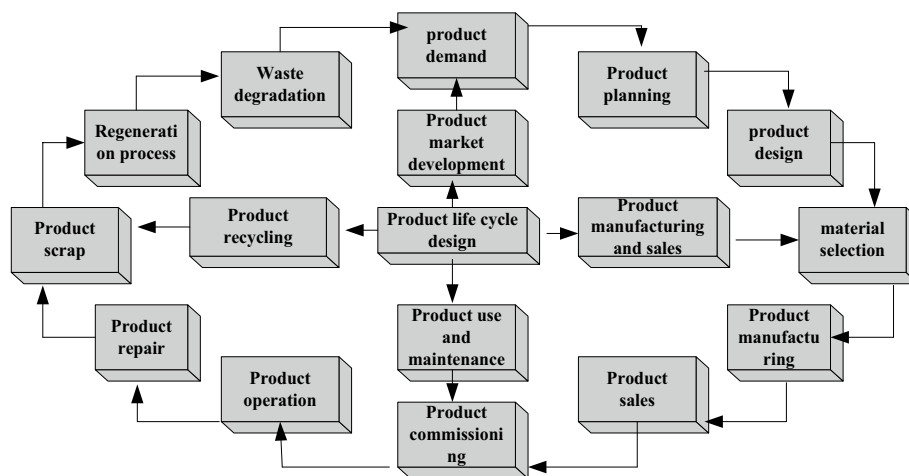 product
demand
Waste
degradation
Product
planning
Regenerati
on process
Product
market
development
product
design
Product
scrap
Product
recycling
Product life cycle
design
Product
manufacturing
and sales
material
selection
Product
repair
Product use
and
maintenance
Product
manufactu
ring
Product
operation
Product
commissioni
ng
Product
sales